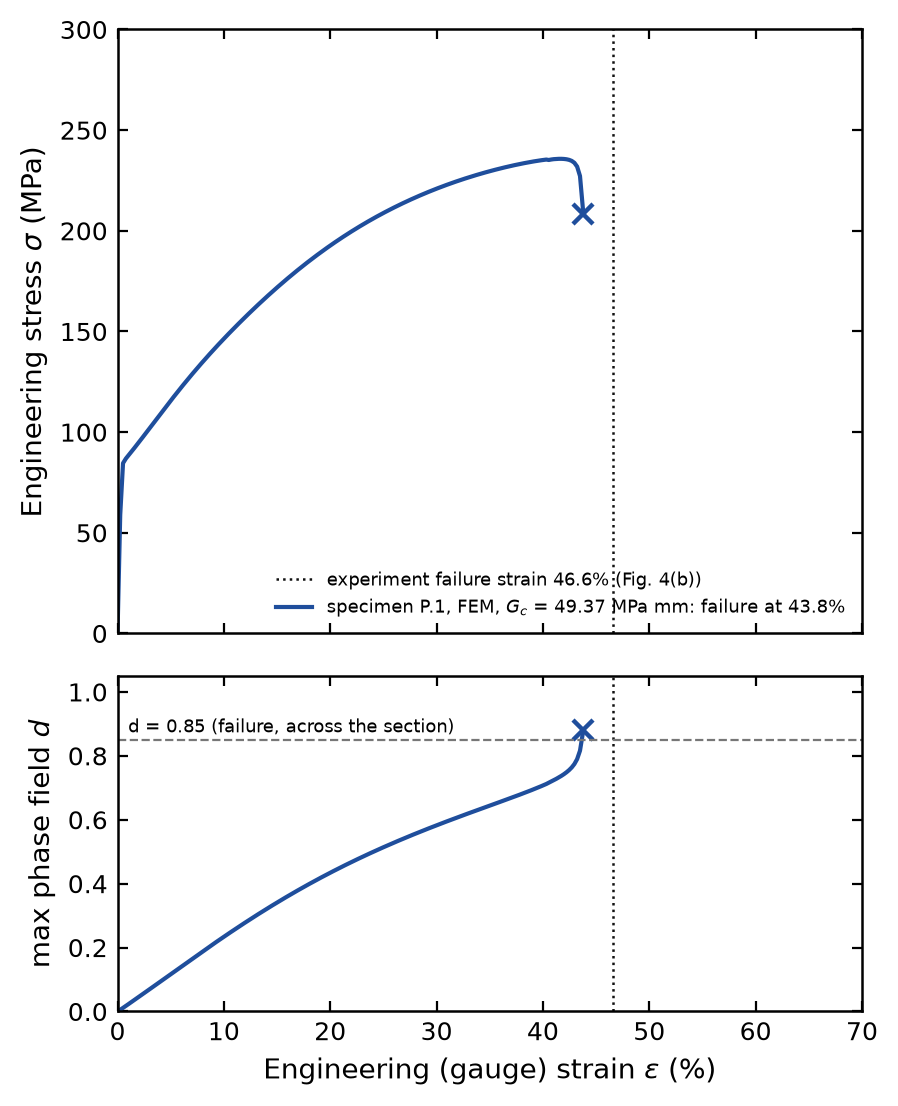 300
250
200
150
100
50
0
Engineering stress σ (MPa)
experiment failure strain 46.6% (Fig. 4(b))
specimen P.1, FEM, G_c = 49.37 MPa mm: failure at 43.8%
1.0
0.8
0.6
0.4
0.2
0.0
max phase field d
d = 0.85 (failure, across the section)
0 10 20 30 40 50 60 70
Engineering (gauge) strain ε (%)